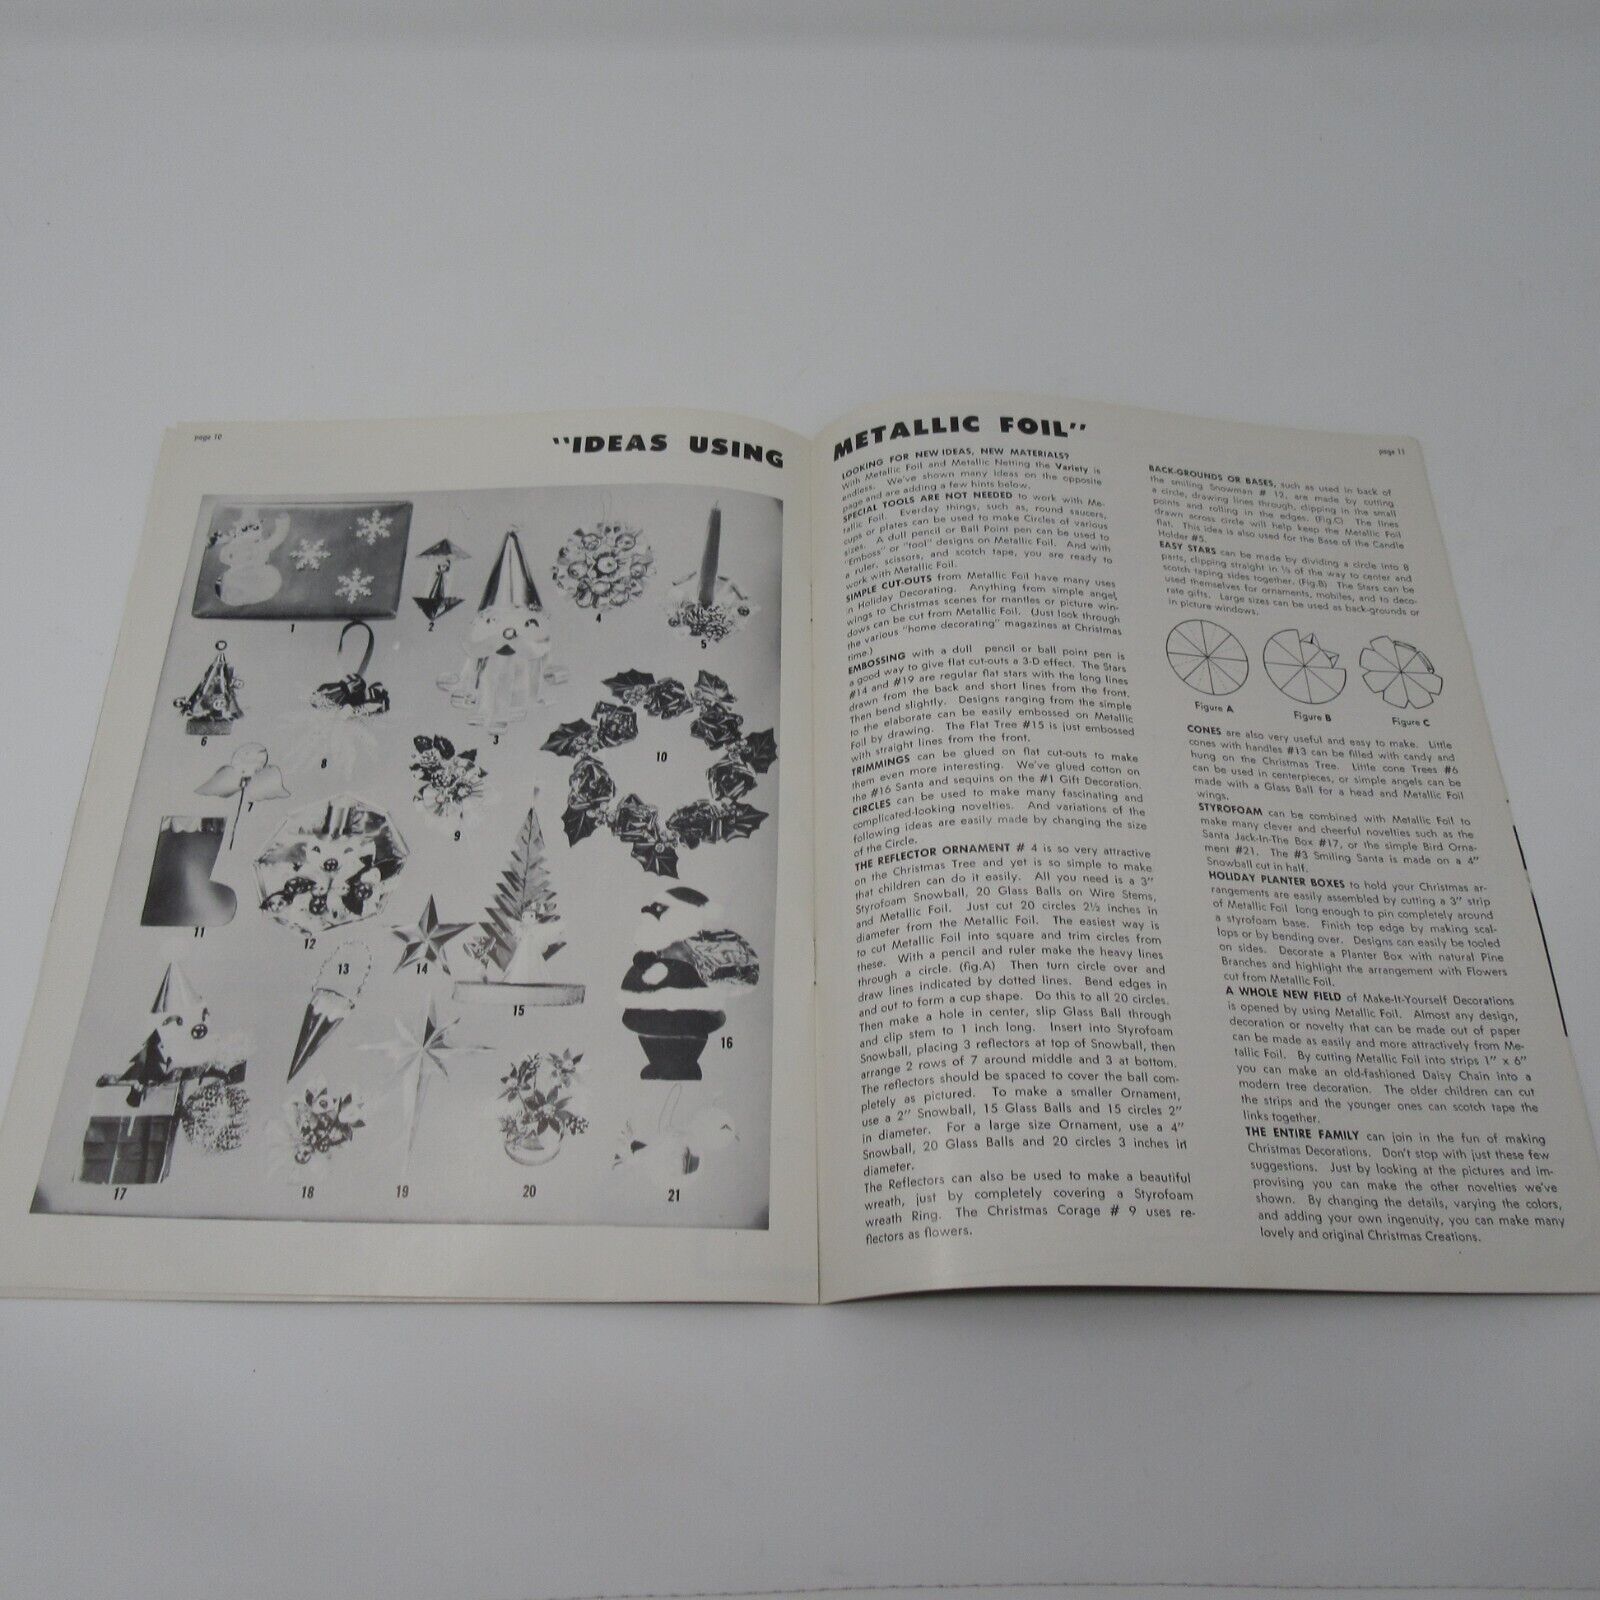 page 10
"IDEAS USING
1
2
3
4
5
6
7
8
9
10
11
12
13
14
15
16
17
18
19
20
21
METALLIC FOIL"
page 11
LOOKING FOR NEW IDEAS, NEW MATERIALS?
With Metallic Foil and Metallic Netting the Variety is
endless. We've shown many ideas on the opposite
page and are adding a few hints below.
SPECIAL TOOLS ARE NOT NEEDED to work with Me-
tallic Foil. Everday things, such as, round saucers,
cups or plates can be used to make Circles of various
sizes. A dull pencil or Ball Point pen can be used to
"Emboss" or "tool" designs on Metallic Foil. And with
a ruler, scissors, and scotch tape, you are ready to
work with Metallic Foil.
SIMPLE CUT-OUTS from Metallic Foil have many uses
in Holiday Decorating. Anything from simple angel
wings to Christmas scenes for mantles or picture win-
dows can be cut from Metallic Foil. (Just look through
the various "home decorating" magazines at Christmas
time.)
EMBOSSING with a dull pencil or ball point pen is
a good way to give flat cut-outs a 3-D effect. The Stars
#14 and #19 are regular flat stars with the long lines
drawn from the back and short lines from the front.
Then bend slightly. Designs ranging from the simple
to the elaborate can be easily embossed on Metallic
Foil by drawing. The Flat Tree #15 is just embossed
with straight lines from the front.
TRIMMINGS can be glued on flat cut-outs to make
them even more interesting. We've glued cotton on
the #16 Santa and sequins on the #1 Gift Decoration.
CIRCLES can be used to make many fascinating and
complicated-looking novelties. And variations of the
following ideas are easily made by changing the size
of the Circle.
THE REFLECTOR ORNAMENT # 4 is so very attractive
on the Christmas Tree and yet is so simple to make
that children can do it easily. All you need is a 3"
Styrofoam Snowball, 20 Glass Balls on Wire Stems,
and Metallic Foil. Just cut 20 circles 2½ inches in
diameter from the Metallic Foil. The easiest way is
to cut Metallic Foil into square and trim circles from
these. With a pencil and ruler make the heavy lines
through a circle. (fig.A) Then turn circle over and
draw lines indicated by dotted lines. Bend edges in
and out to form a cup shape. Do this to all 20 circles.
Then make a hole in center, slip Glass Ball through
and clip stem to 1 inch long. Insert into Styrofoam
Snowball, placing 3 reflectors at top of Snowball, then
arrange 2 rows of 7 around middle and 3 at bottom.
The reflectors should be spaced to cover the ball com-
pletely as pictured. To make a smaller Ornament,
use a 2" Snowball, 15 Glass Balls and 15 circles 2"
in diameter. For a large size Ornament, use a 4"
Snowball, 20 Glass Balls and 20 circles 3 inches in
diameter.
The Reflectors can also be used to make a beautiful
wreath, just by completely covering a Styrofoam
wreath Ring. The Christmas Corage # 9 uses re-
flectors as flowers.
BACK-GROUNDS OR BASES, such as used in back of
the smiling Snowman # 12, are made by cutting
a circle, drawing lines through, clipping in the small
points and rolling in the edges. (Fig.C) The lines
drawn across circle will help keep the Metallic Foil
flat. This idea is also used for the Base of the Candle
Holder #5.
EASY STARS can be made by dividing a circle into 8
parts, clipping straight in ⅓ of the way to center and
scotch taping sides together. (Fig.B) The Stars can be
used themselves for ornaments, mobiles, and to deco-
rate gifts. Large sizes can be used as back-grounds or
in picture windows.
Figure A
Figure B
Figure C
CONES are also very useful and easy to make. Little
cones with handles #13 can be filled with candy and
hung on the Christmas Tree. Little cone Trees #6
can be used in centerpieces, or simple angels can be
made with a Glass Ball for a head and Metallic Foil
wings.
STYROFOAM can be combined with Metallic Foil to
make many clever and cheerful novelties such as the
Santa Jack-In-The Box #17, or the simple Bird Orna-
ment #21. The #3 Smiling Santa is made on a 4"
Snowball cut in half.
HOLIDAY PLANTER BOXES to hold your Christmas ar-
rangements are easily assembled by cutting a 3" strip
of Metallic Foil long enough to pin completely around
a styrofoam base. Finish top edge by making scal-
lops or by bending over. Designs can easily be tooled
on sides. Decorate a Planter Box with natural Pine
Branches and highlight the arrangement with Flowers
cut from Metallic Foil.
A WHOLE NEW FIELD of Make-It-Yourself Decorations
is opened by using Metallic Foil. Almost any design,
decoration or novelty that can be made out of paper
can be made as easily and more attractively from Me-
tallic Foil. By cutting Metallic Foil into strips 1" x 6"
you can make an old-fashioned Daisy Chain into a
modern tree decoration. The older children can cut
the strips and the younger ones can scotch tape the
links together.
THE ENTIRE FAMILY can join in the fun of making
Christmas Decorations. Don't stop with just these few
suggestions. Just by looking at the pictures and im-
provising you can make the other novelties we've
shown. By changing the details, varying the colors,
and adding your own ingenuity, you can make many
lovely and original Christmas Creations.